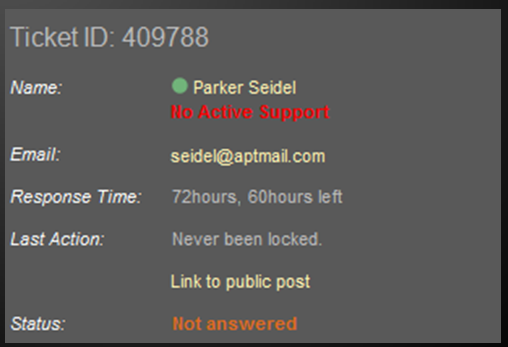 Ticket ID: 409788
Name: Parker Seidel
No Active Support
Email: seidel@aptmail.com
Response Time: 72hours, 60hours left
Last Action: Never been locked.
Link to public post
Status: Not answered